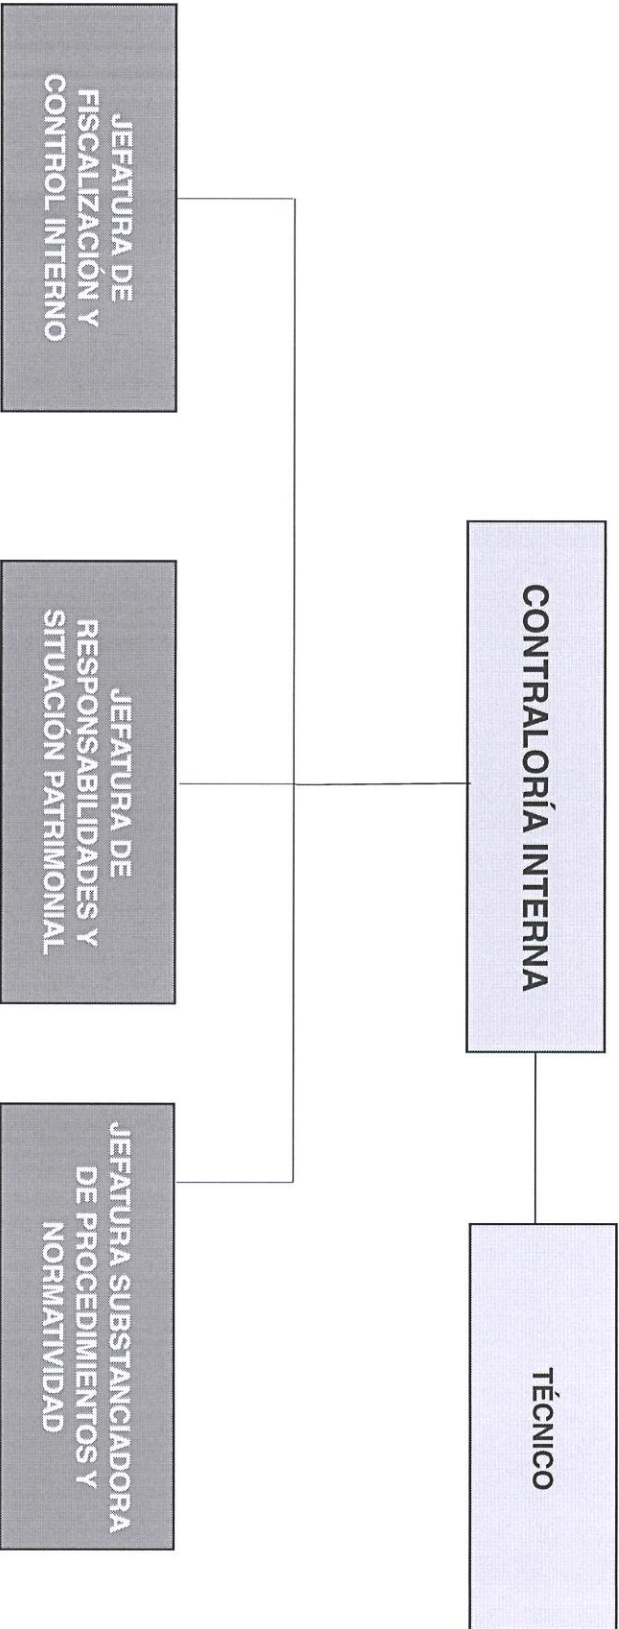 CONTRALORÍA INTERNA
TÉCNICO
JEFATURA DE
FISCALIZACIÓN Y
CONTROL INTERNO
JEFATURA DE
RESPONSABILIDADES Y
SITUACIÓN PATRIMONIAL
JEFATURA SUBSTANCIADORA
DE PROCEDIMIENTOS Y
NORMATIVIDAD